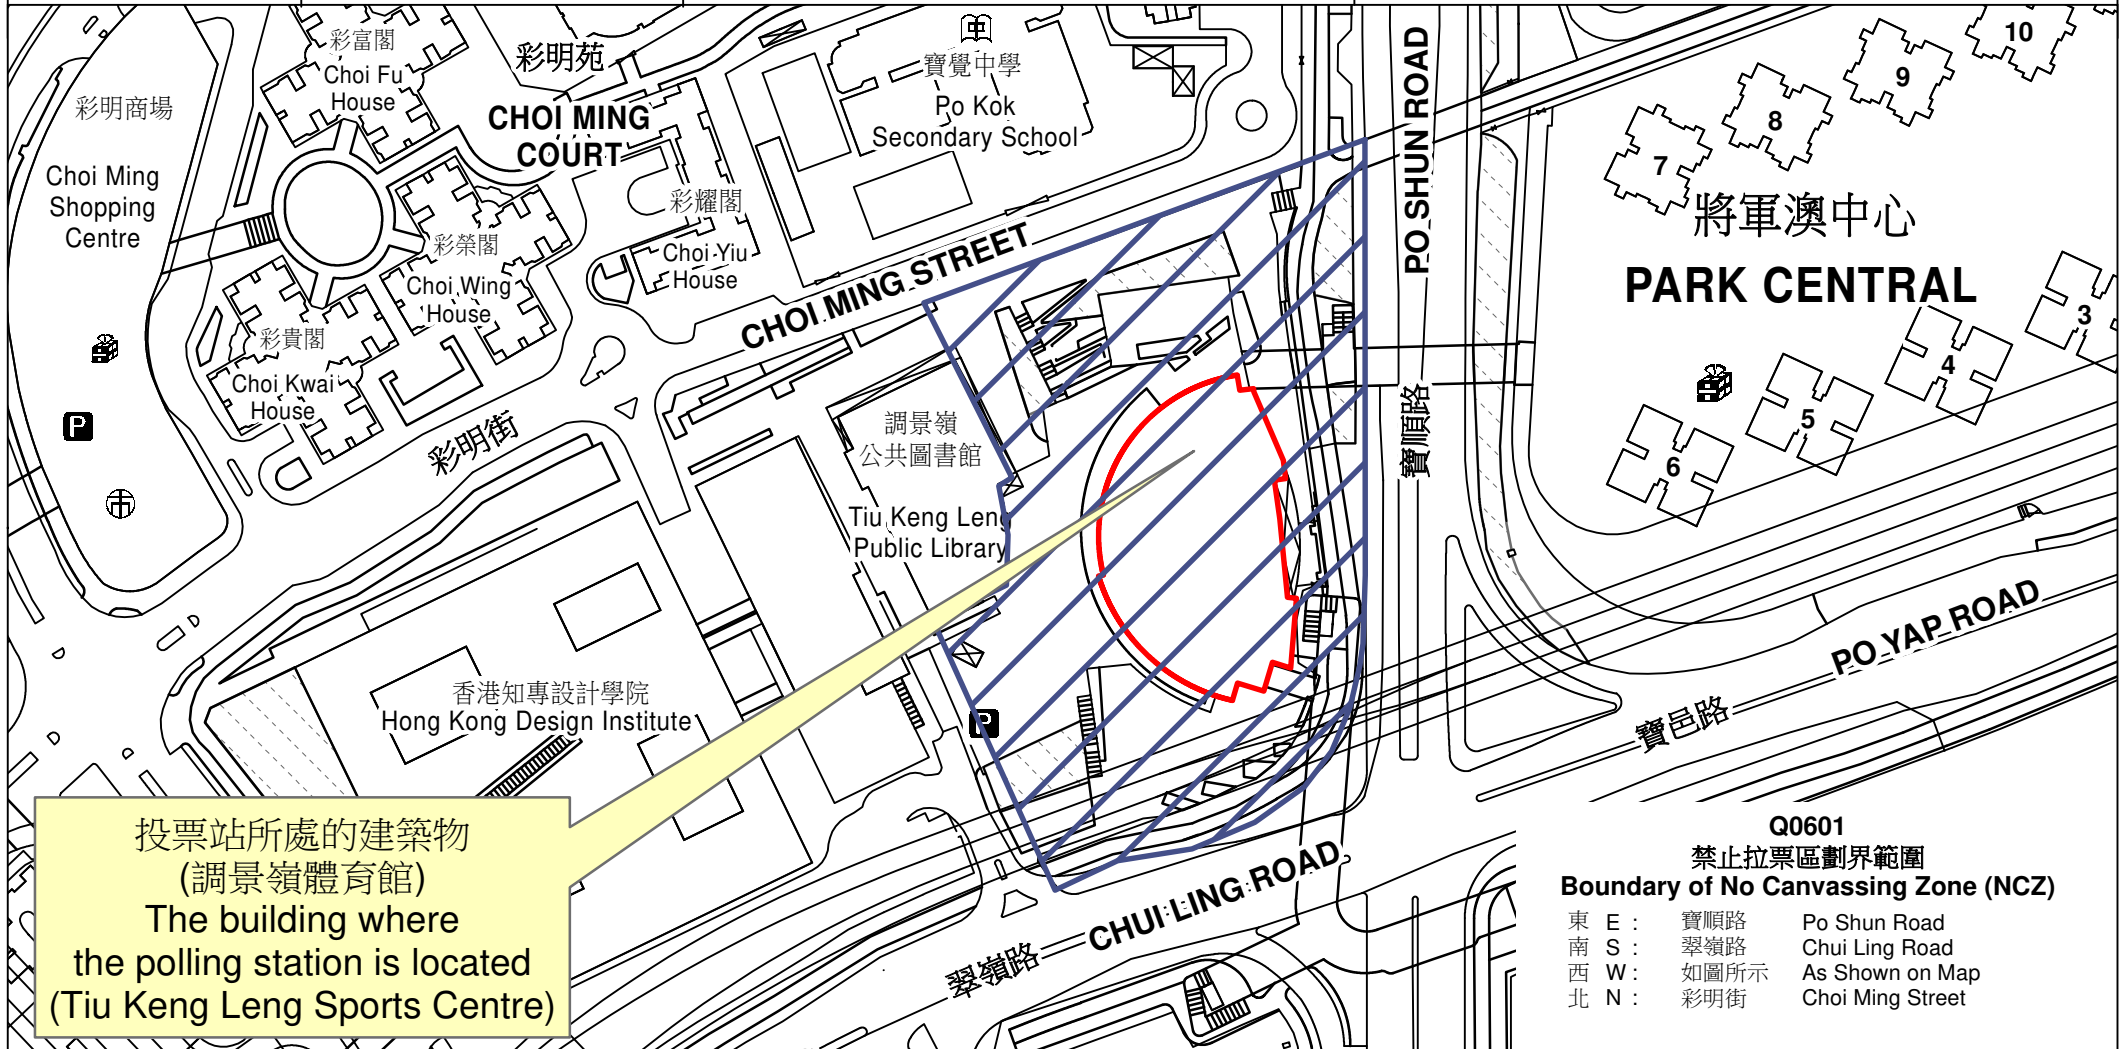 彩富閣
Choi Fu
House
彩明苑
CHOI MING
COURT
中
寶覺中學
Po Kok
Secondary School
PO SHUN ROAD
10
9
8
7
彩明商場
Choi Ming
Shopping
Centre
彩榮閣
Choi Wing
House
彩耀閣
Choi Yiu
House
CHOI MING STREET
將軍澳中心
PARK CENTRAL
3
4
5
6
彩貴閣
Choi Kwai
House
P
市
彩明街
調景嶺
公共圖書館
Tiu Keng Leng
Public Library
寶順路
PO YAP ROAD
寶邑路
香港知專設計學院
Hong Kong Design Institute
P
CHUI LING ROAD
翠嶺路
投票站所處的建築物
(調景嶺體育館)
The building where
the polling station is located
(Tiu Keng Leng Sports Centre)
Q0601
禁止拉票區劃界範圍
Boundary of No Canvassing Zone (NCZ)
東 E : 寶順路 Po Shun Road
南 S : 翠嶺路 Chui Ling Road
西 W : 如圖所示 As Shown on Map
北 N : 彩明街 Choi Ming Street